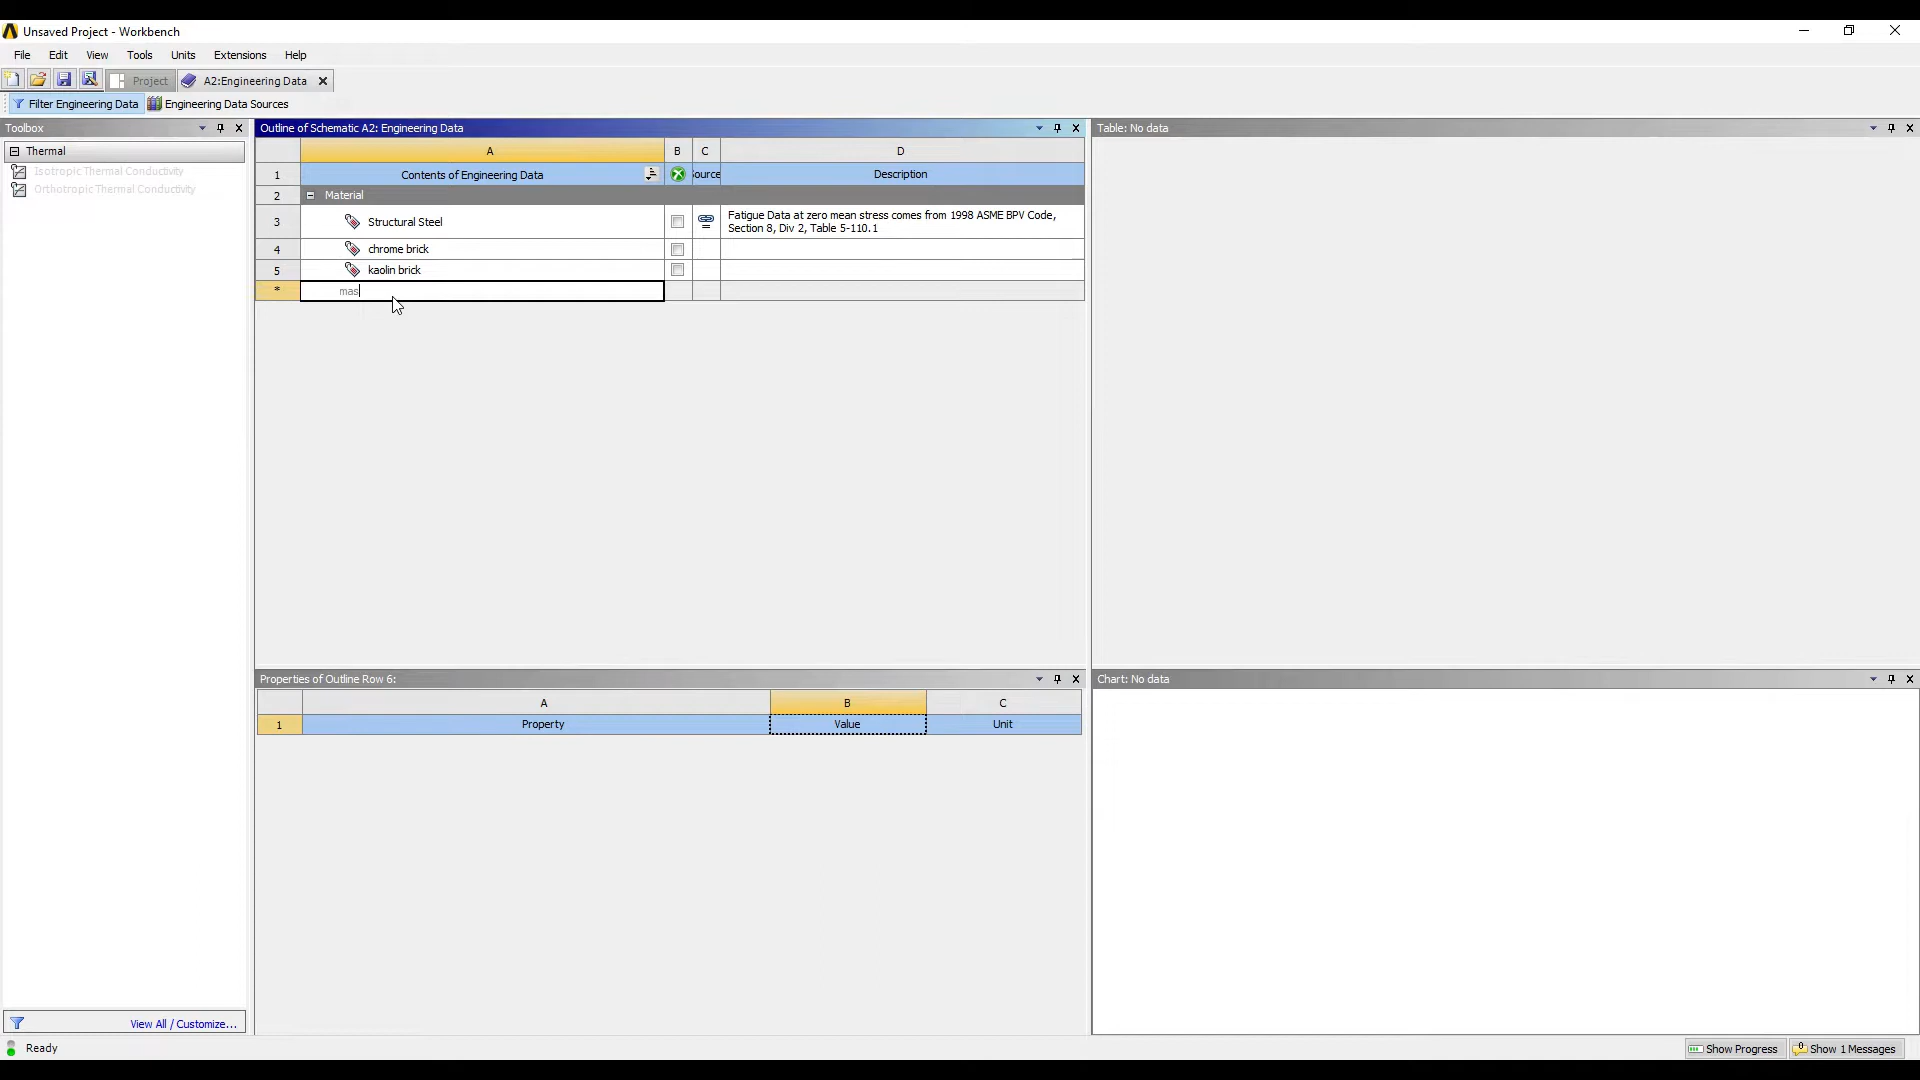 Unsaved Project - Workbench
File Edit View Tools Units Extensions Help
Project A2:Engineering Data
Filter Engineering Data Engineering Data Sources
Toolbox
Thermal
Isotropic Thermal Conductivity
Orthotropic Thermal Conductivity
View All / Customize...
Outline of Schematic A2: Engineering Data
A B C D
1 Contents of Engineering Data ource Description
2 Material
3 Structural Steel Fatigue Data at zero mean stress comes from 1998 ASME BPV Code,
Section 8, Div 2, Table 5-110.1
4 chrome brick
5 kaolin brick
* mas
Properties of Outline Row 6:
A B C
1 Property Value Unit
Table: No data
Chart: No data
Ready
Show Progress
Show 1 Messages